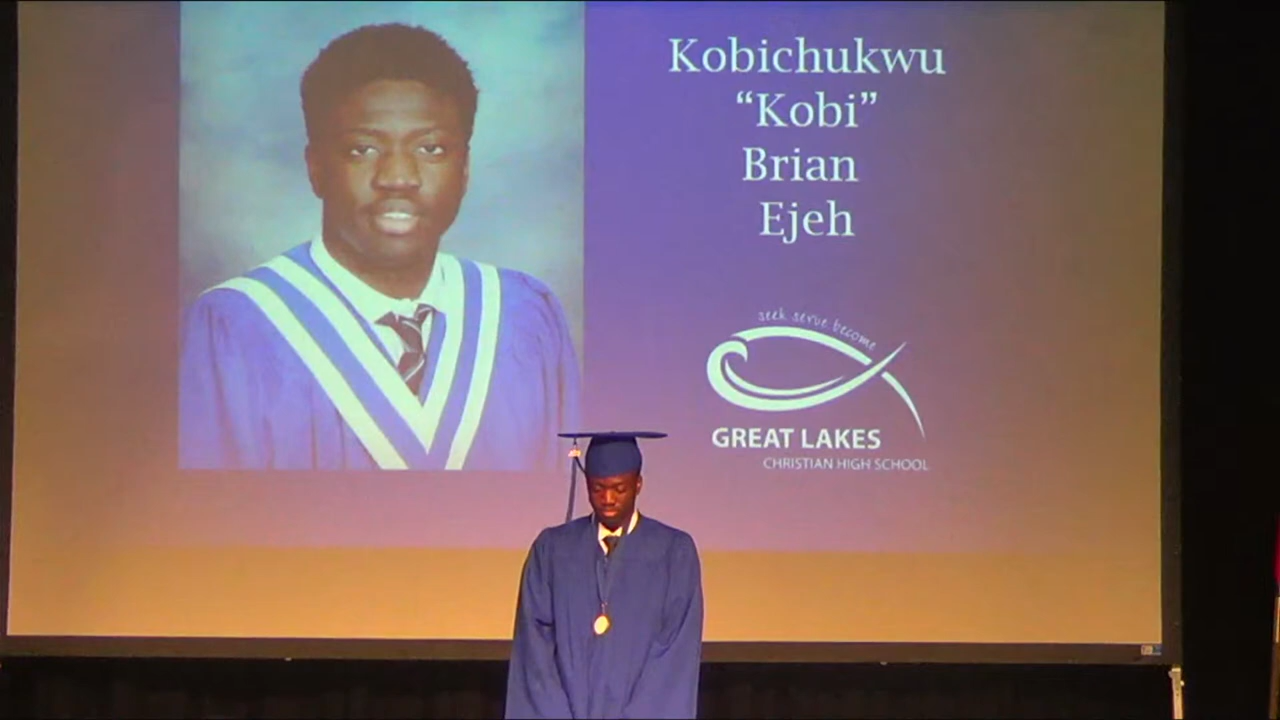 Kobichukwu
“Kobi”
Brian
Ejeh
seek serve become
GREAT LAKES
CHRISTIAN HIGH SCHOOL